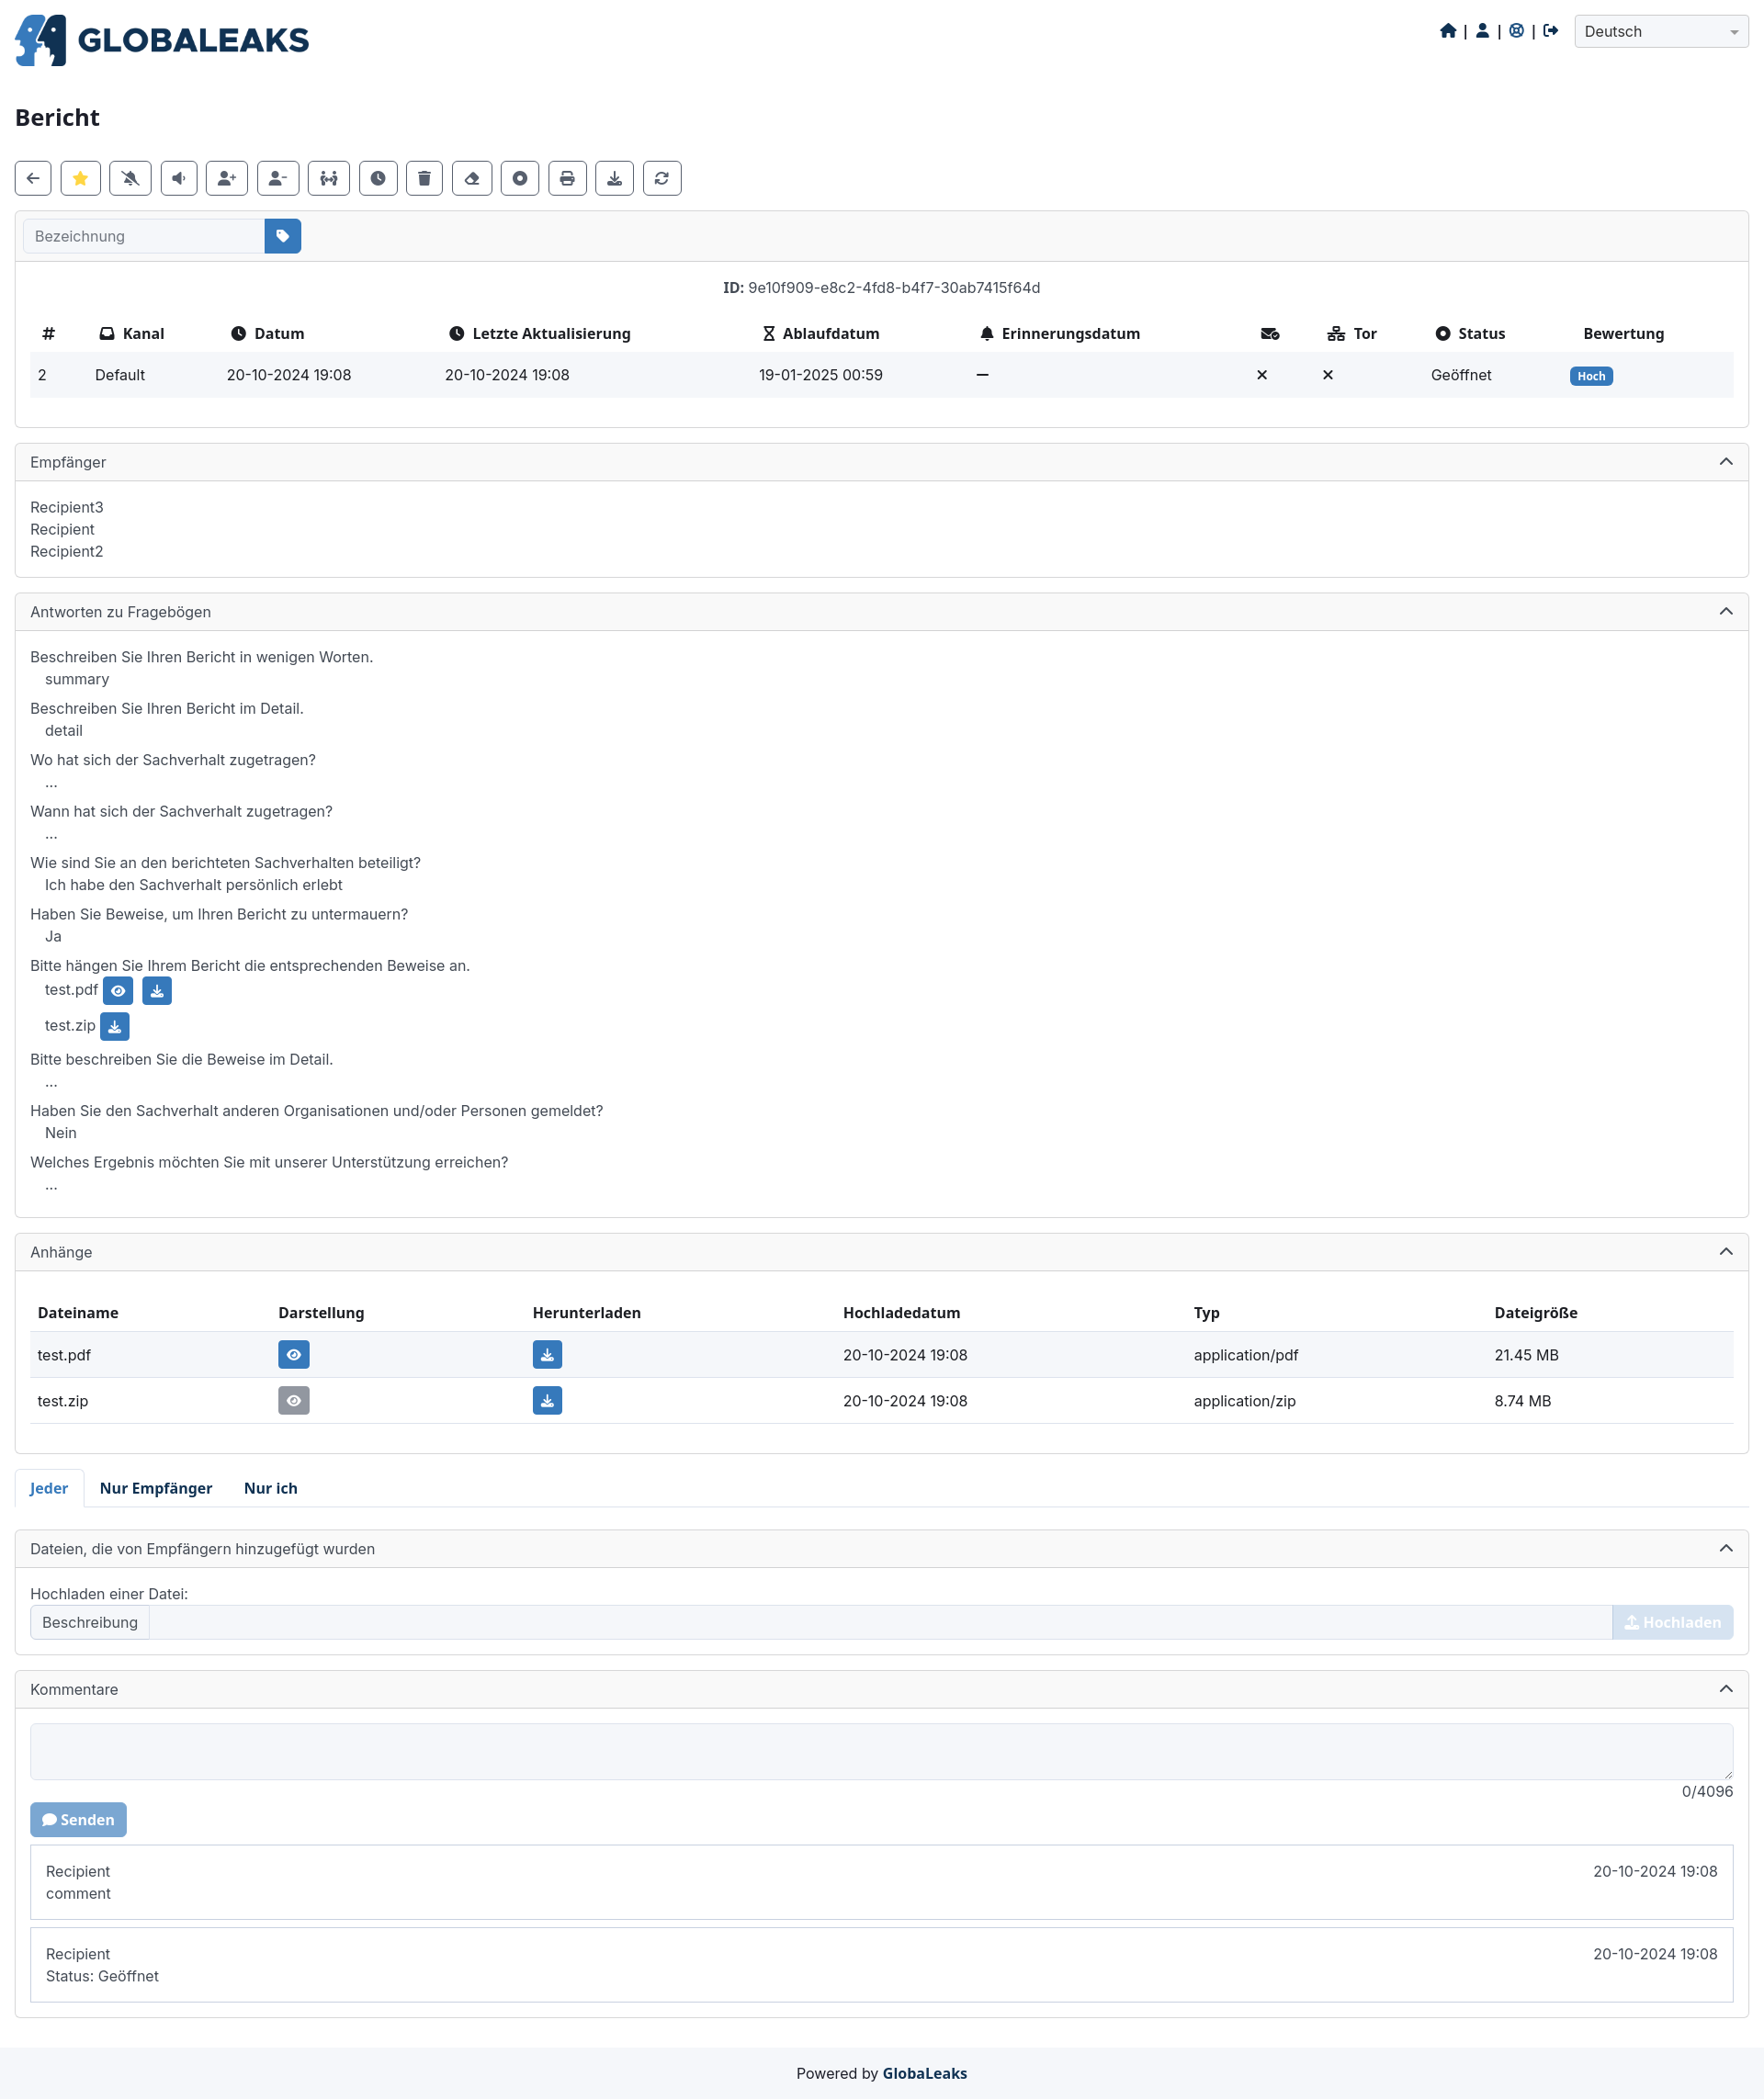 GLOBALEAKS
| | |
Deutsch
Bericht
Bezeichnung
ID: 9e10f909-e8c2-4fd8-b4f7-30ab7415f64d
# Kanal Datum Letzte Aktualisierung Ablaufdatum Erinnerungsdatum Tor Status Bewertung
2 Default 20-10-2024 19:08 20-10-2024 19:08 19-01-2025 00:59 Geöffnet Hoch
Empfänger
Recipient3
Recipient
Recipient2
Antworten zu Fragebögen
Beschreiben Sie Ihren Bericht in wenigen Worten.
summary
Beschreiben Sie Ihren Bericht im Detail.
detail
Wo hat sich der Sachverhalt zugetragen?
...
Wann hat sich der Sachverhalt zugetragen?
...
Wie sind Sie an den berichteten Sachverhalten beteiligt?
Ich habe den Sachverhalt persönlich erlebt
Haben Sie Beweise, um Ihren Bericht zu untermauern?
Ja
Bitte hängen Sie Ihrem Bericht die entsprechenden Beweise an.
test.pdf
test.zip
Bitte beschreiben Sie die Beweise im Detail.
...
Haben Sie den Sachverhalt anderen Organisationen und/oder Personen gemeldet?
Nein
Welches Ergebnis möchten Sie mit unserer Unterstützung erreichen?
...
Anhänge
Dateiname Darstellung Herunterladen Hochladedatum Typ Dateigröße
test.pdf 20-10-2024 19:08 application/pdf 21.45 MB
test.zip 20-10-2024 19:08 application/zip 8.74 MB
Jeder Nur Empfänger Nur ich
Dateien, die von Empfängern hinzugefügt wurden
Hochladen einer Datei:
Beschreibung Hochladen
Kommentare
0/4096
Senden
Recipient 20-10-2024 19:08
comment
Recipient 20-10-2024 19:08
Status: Geöffnet
Powered by GlobaLeaks